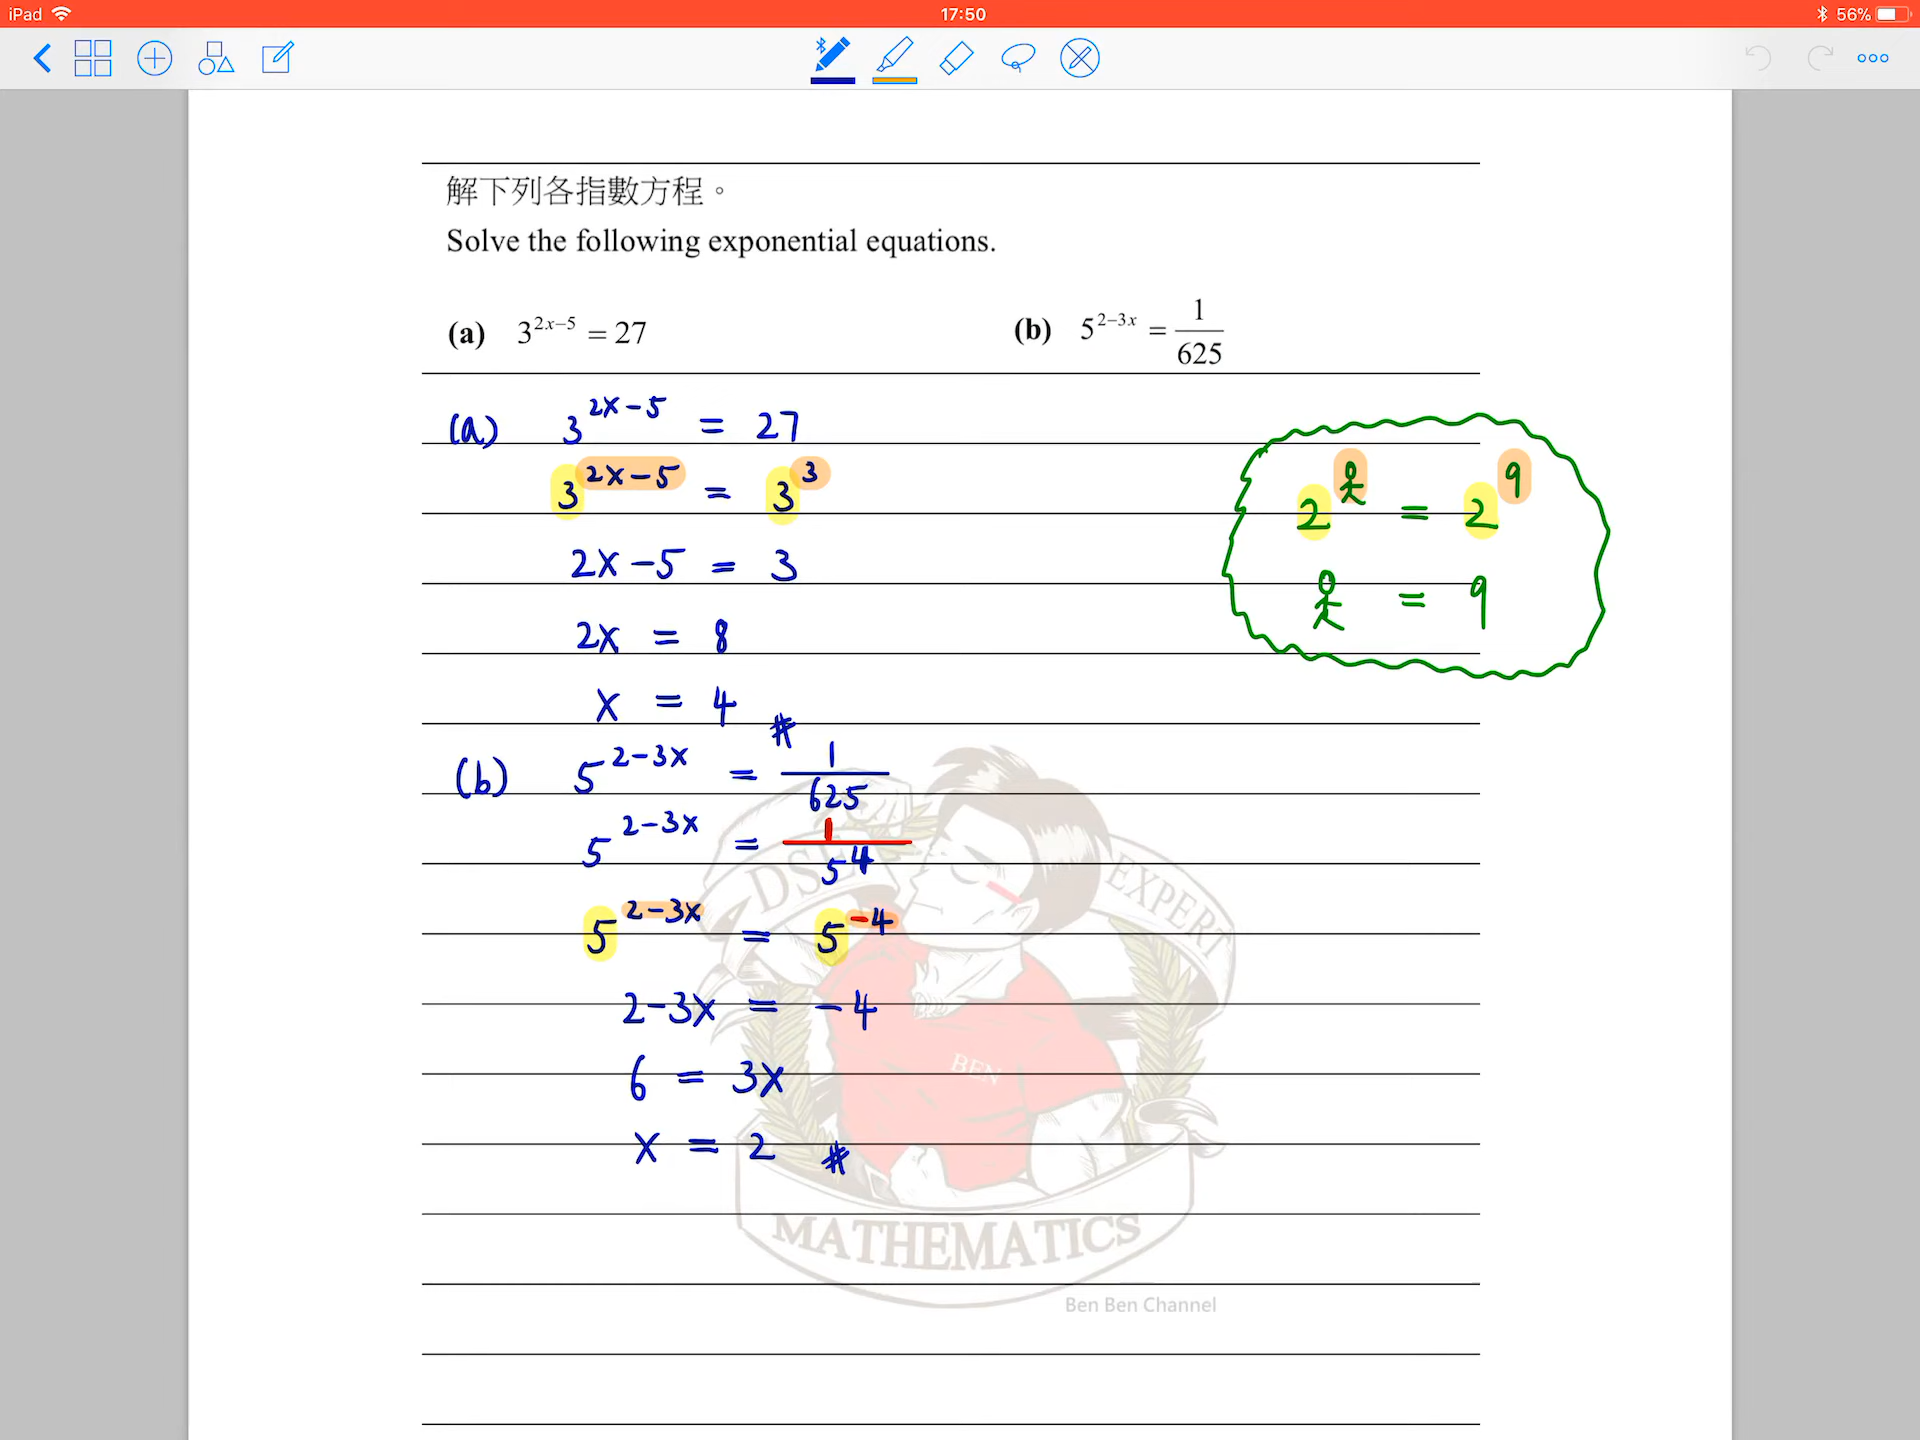 iPad 17:50 56%
解下列各指數方程。
Solve the following exponential equations.
(a) 3^{2x-5} = 27 (b) 5^{2-3x} = 1/625
(a) 3^{2x-5} = 27
3^{2x-5} = 3^3
2x-5 = 3
2x = 8
x = 4 #
2^{웃} = 2^9
웃 = 9
(b) 5^{2-3x} = 1/625
5^{2-3x} = 1/5^4
5^{2-3x} = 5^{-4}
2-3x = -4
6 = 3x
x = 2 #
DSE EXPERT
BEN
MATHEMATICS
Ben Ben Channel